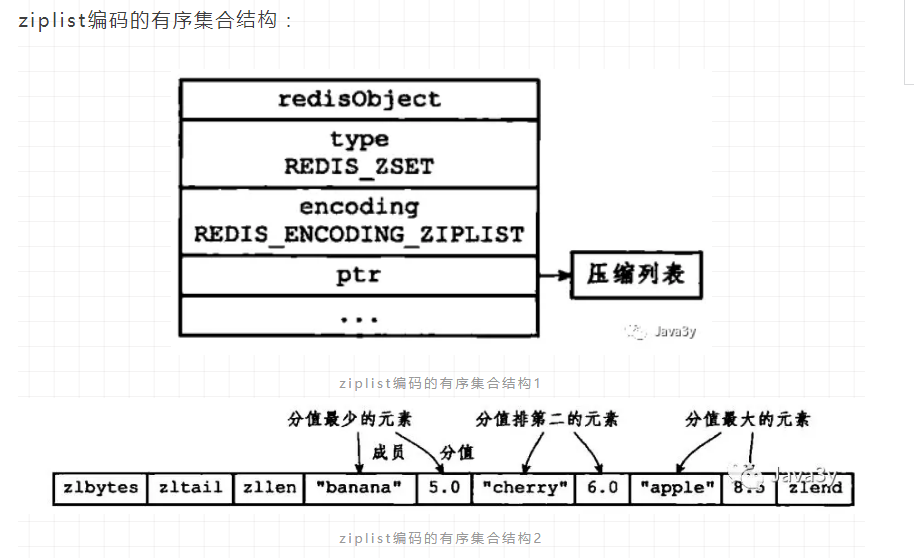 ziplist编码的有序集合结构：
redisObject
type
REDIS_ZSET
encoding
REDIS_ENCODING_ZIPLIST
ptr
压缩列表
...
Java3y
ziplist编码的有序集合结构1
分值最少的元素 分值排第二的元素 分值最大的元素
成员 分值
zlbytes zltail zllen "banana" 5.0 "cherry" 6.0 "apple" 8.5 zlend
Java3y
ziplist编码的有序集合结构2